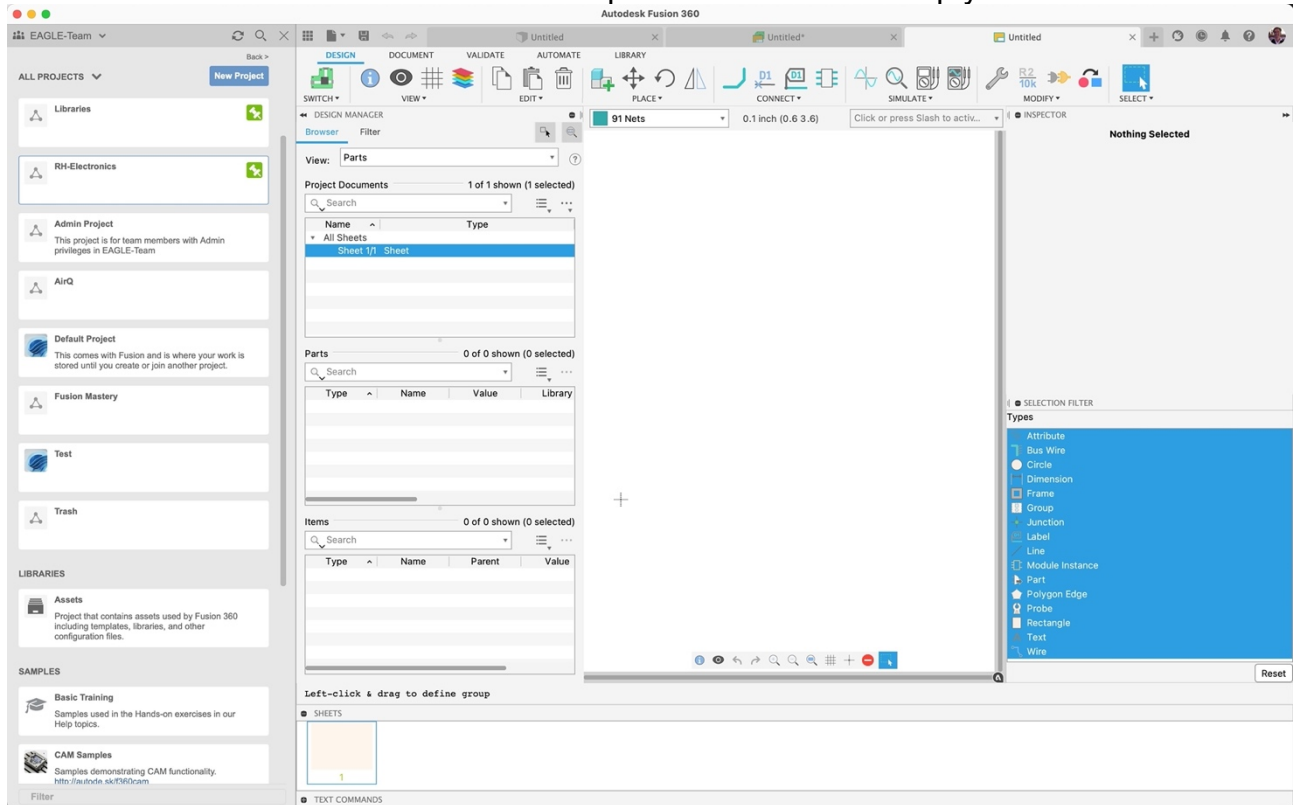 Autodesk Fusion 360
EAGLE-Team
Back >
ALL PROJECTS
New Project
Libraries
RH-Electronics
Admin Project
This project is for team members with Admin
privileges in EAGLE-Team
AirQ
Default Project
This comes with Fusion and is where your work is
stored until you create or join another project.
Fusion Mastery
Test
Trash
LIBRARIES
Assets
Project that contains assets used by Fusion 360
including templates, libraries, and other
configuration files.
SAMPLES
Basic Training
Samples used in the Hands-on exercises in our
Help topics.
CAM Samples
Samples demonstrating CAM functionality.
http://autode.sk/f360cam
Filter
Untitled
Untitled*
Untitled
DESIGN DOCUMENT VALIDATE AUTOMATE LIBRARY
P1
D1
D1
R2
10k
SWITCH VIEW EDIT PLACE CONNECT SIMULATE MODIFY SELECT
DESIGN MANAGER
Browser Filter
View: Parts
Project Documents 1 of 1 shown (1 selected)
Search
Name Type
All Sheets
Sheet 1/1 Sheet
Parts 0 of 0 shown (0 selected)
Search
Type Name Value Library
Items 0 of 0 shown (0 selected)
Search
Type Name Parent Value
91 Nets 0.1 inch (0.6 3.6) Click or press Slash to activ...
INSPECTOR
Nothing Selected
SELECTION FILTER
Types
Attribute
Bus Wire
Circle
Dimension
Frame
Group
Junction
Label
Line
Module Instance
Part
Polygon Edge
Probe
Rectangle
Text
Wire
Reset
Left-click & drag to define group
SHEETS
1
TEXT COMMANDS